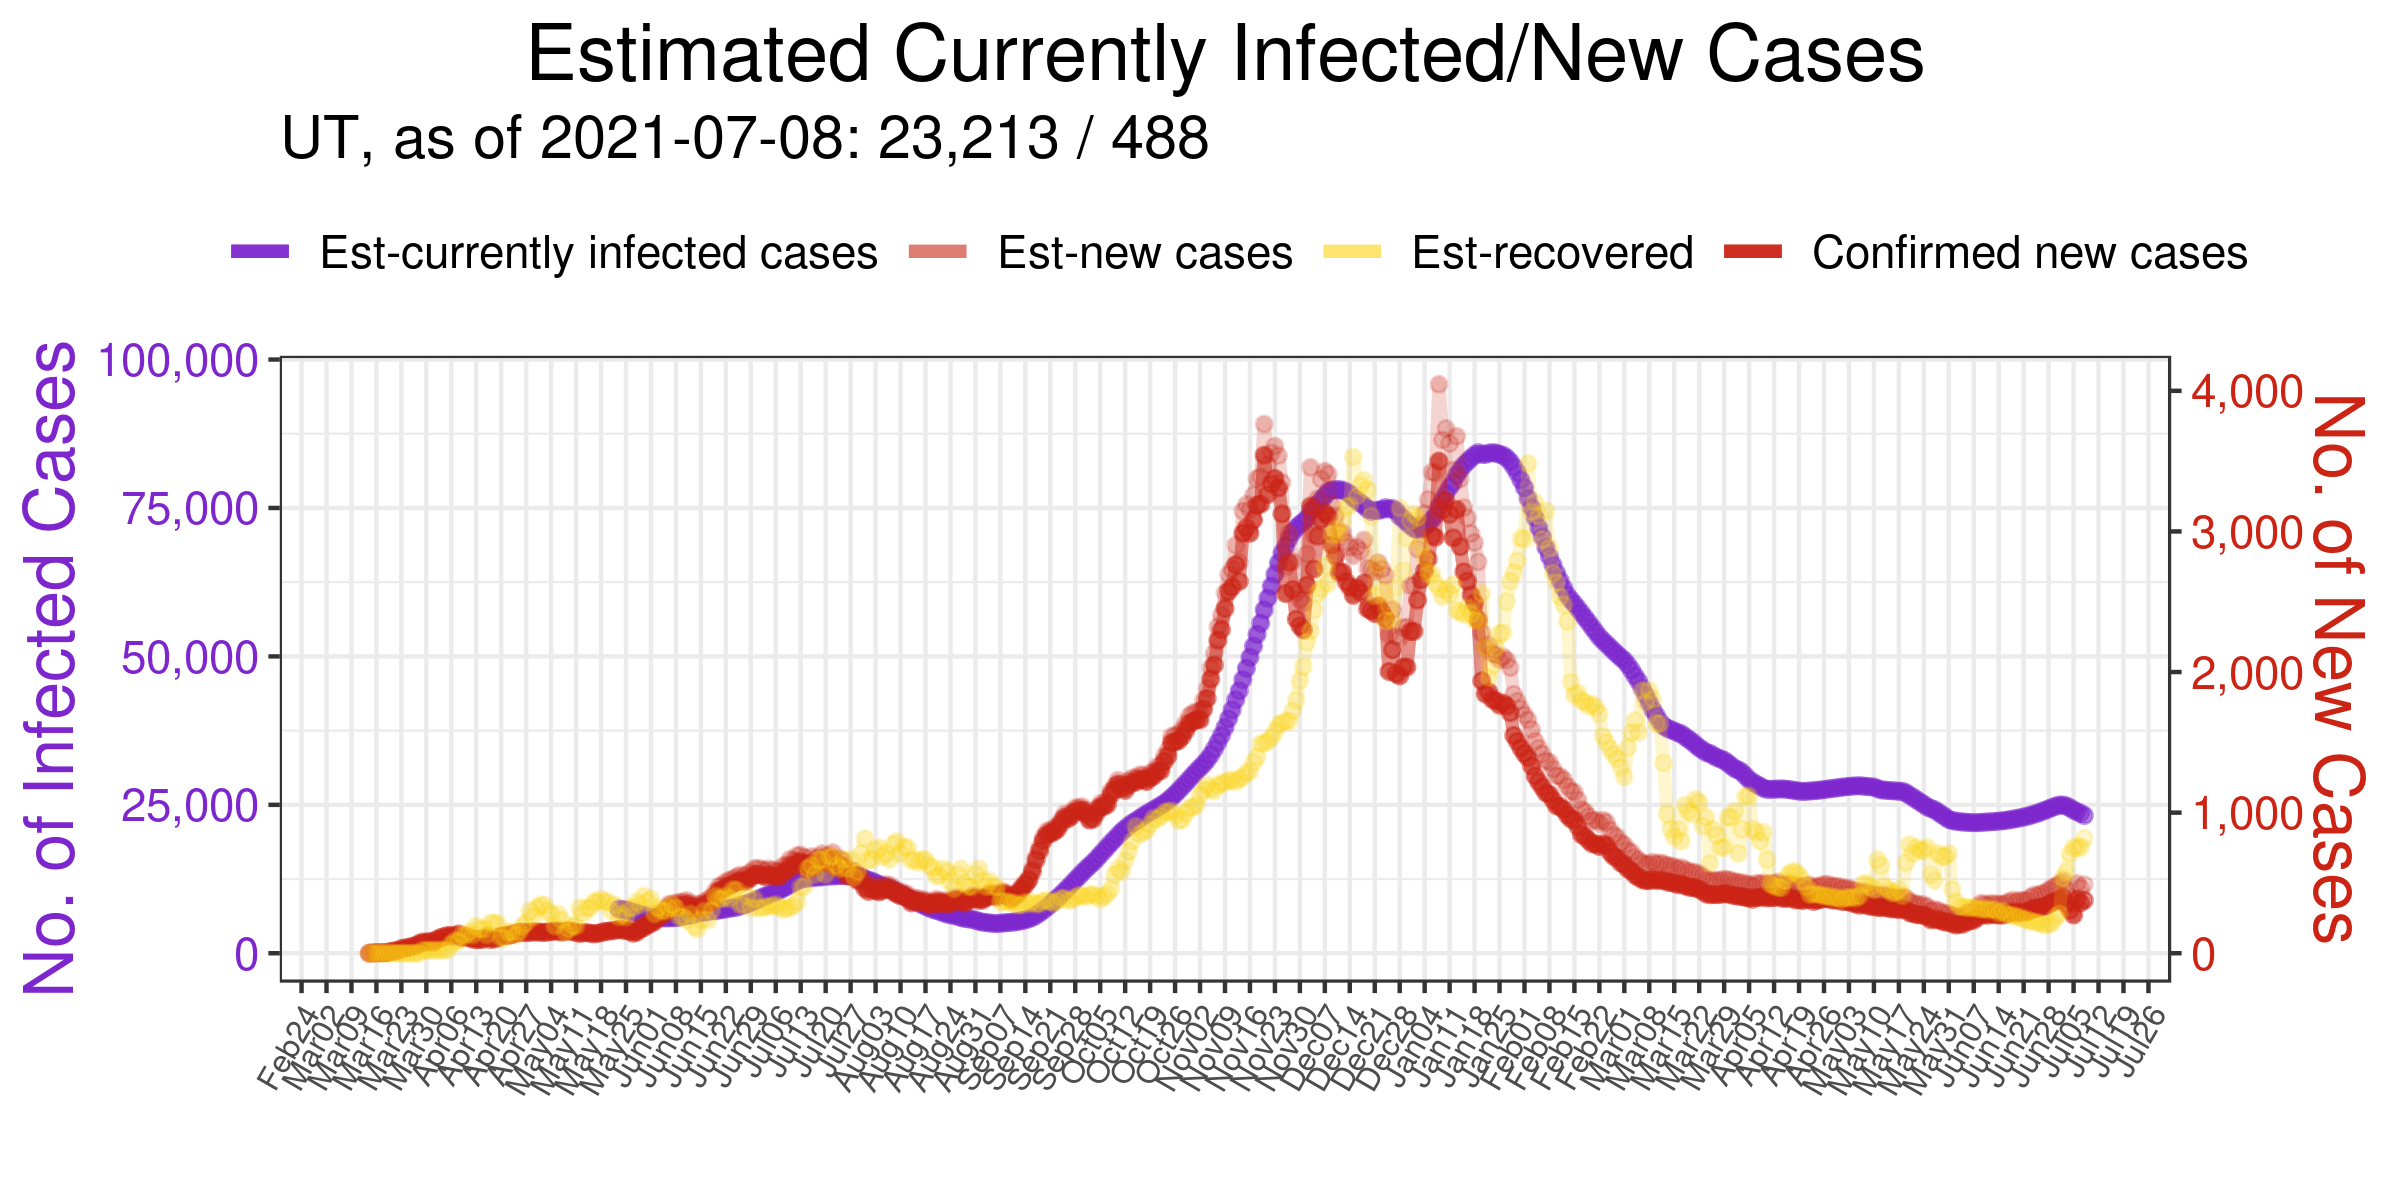 Estimated Currently Infected/New Cases
UT, as of 2021-07-08: 23,213 / 488
Est-currently infected cases Est-new cases Est-recovered Confirmed new cases
No. of Infected Cases
100,000
75,000
50,000
25,000
0
4,000
3,000
2,000
1,000
0
No. of New Cases
Feb24
Mar02
Mar09
Mar16
Mar23
Mar30
Apr06
Apr13
Apr20
Apr27
May04
May11
May18
May25
Jun01
Jun08
Jun15
Jun22
Jun29
Jul06
Jul13
Jul20
Jul27
Aug03
Aug10
Aug17
Aug24
Aug31
Sep07
Sep14
Sep21
Sep28
Oct05
Oct12
Oct19
Oct26
Nov02
Nov09
Nov16
Nov23
Nov30
Dec07
Dec14
Dec21
Dec28
Jan04
Jan11
Jan18
Jan25
Feb01
Feb08
Feb15
Feb22
Mar01
Mar08
Mar15
Mar22
Mar29
Apr05
Apr12
Apr19
Apr26
May03
May10
May17
May24
May31
Jun07
Jun14
Jun21
Jun28
Jul05
Jul12
Jul19
Jul26